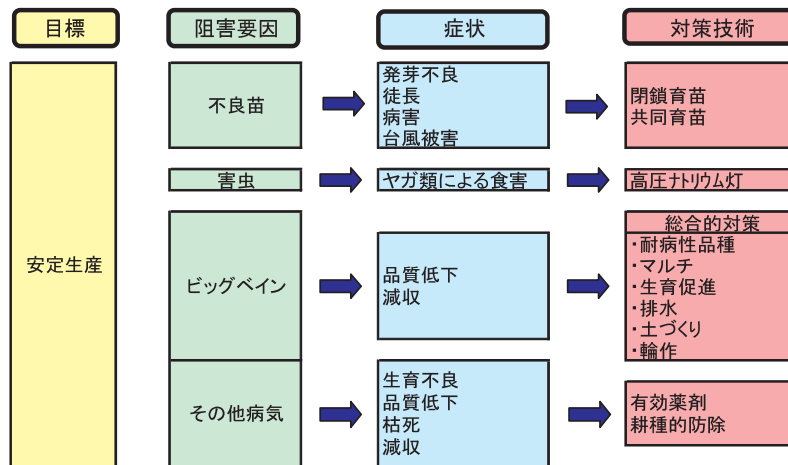 目標
阻害要因
症状
対策技術
安定生産
不良苗
発芽不良
徒長
病害
台風被害
閉鎖育苗
共同育苗
害虫
ヤガ類による食害
高圧ナトリウム灯
ビッグベイン
品質低下
減収
総合的対策
・耐病性品種
・マルチ
・生育促進
・排水
・土づくり
・輪作
その他病気
生育不良
品質低下
枯死
減収
有効薬剤
耕種的防除